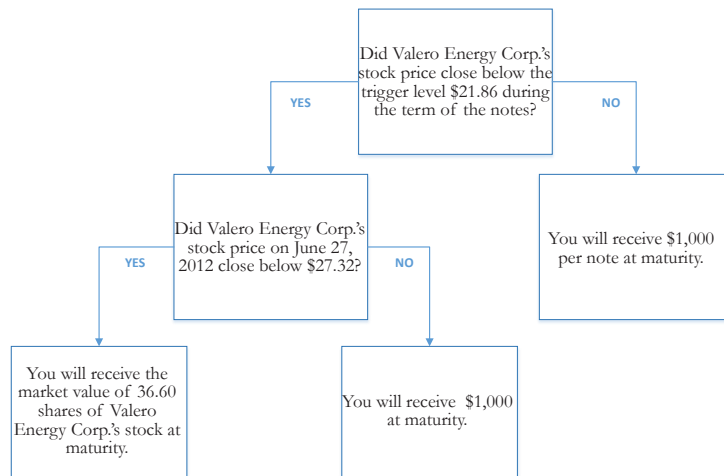 Did Valero Energy Corp.'s
stock price close below the
trigger level $21.86 during
the term of the notes?
YES
NO
Did Valero Energy Corp.'s
stock price on June 27,
2012 close below $27.32?
You will receive $1,000
per note at maturity.
YES
NO
You will receive the
market value of 36.60
shares of Valero
Energy Corp.'s stock at
maturity.
You will receive $1,000
at maturity.